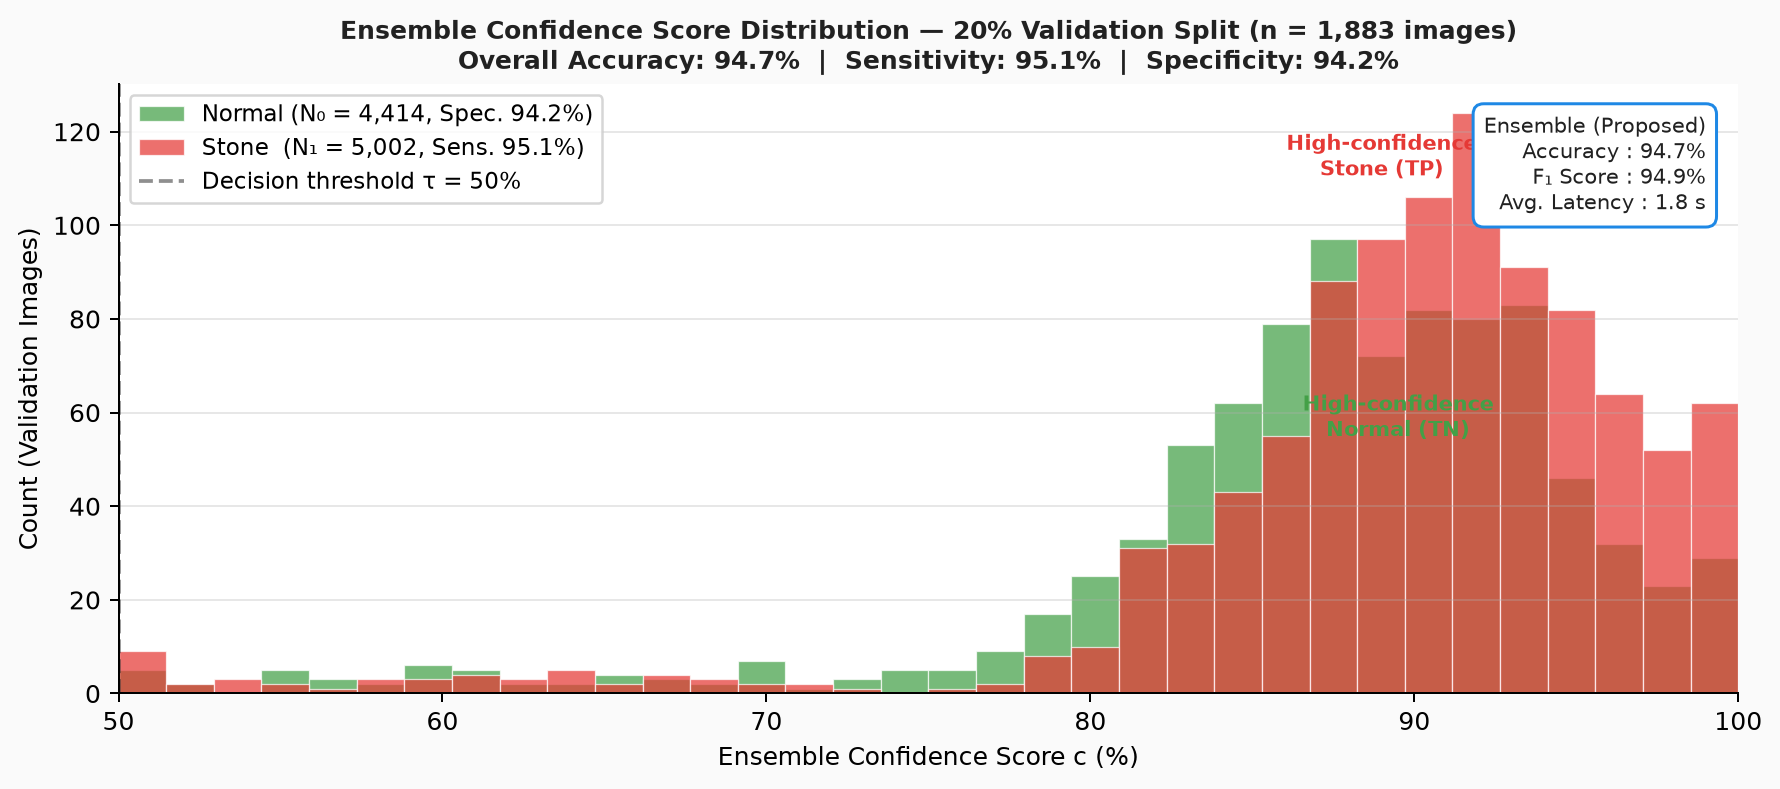 Ensemble Confidence Score Distribution — 20% Validation Split (n = 1,883 images)
Overall Accuracy: 94.7% | Sensitivity: 95.1% | Specificity: 94.2%
Normal (N₀ = 4,414, Spec. 94.2%)
Stone (N₁ = 5,002, Sens. 95.1%)
Decision threshold τ = 50%
High-confidence
Stone (TP)
Ensemble (Proposed)
Accuracy : 94.7%
F₁ Score : 94.9%
Avg. Latency : 1.8 s
High-confidence
Normal (TN)
Count (Validation Images)
120
100
80
60
40
20
0
50 60 70 80 90 100
Ensemble Confidence Score c (%)